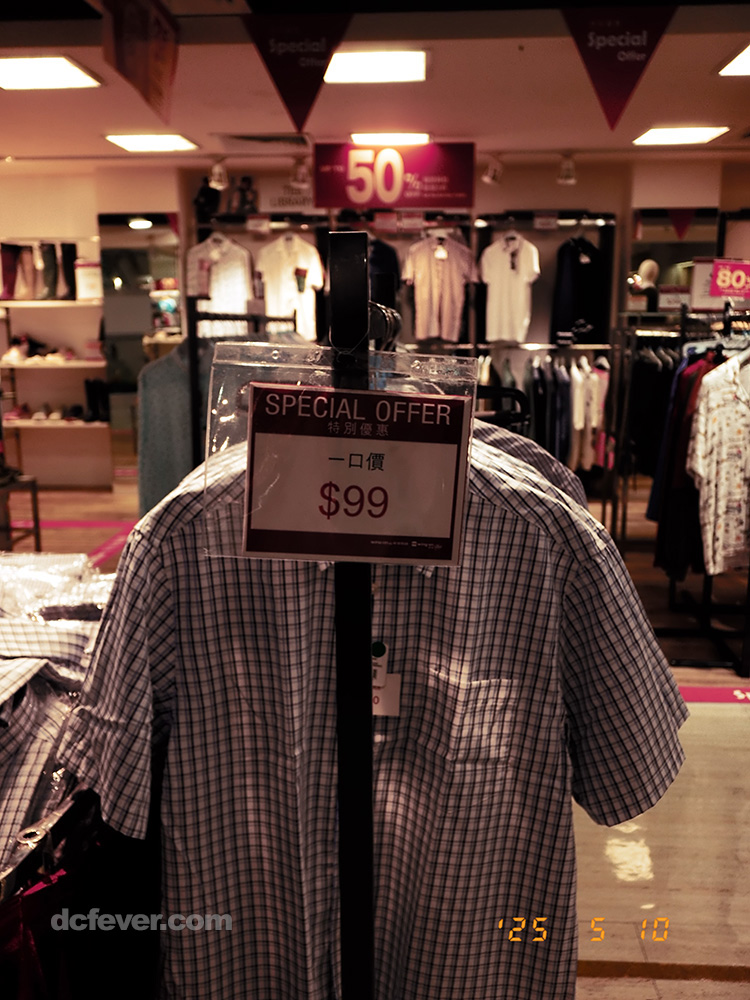 Special
Offer
Special
Offer
50
80
SPECIAL OFFER
特別優惠
一口價
$99
dcfever.com
'25 5 10